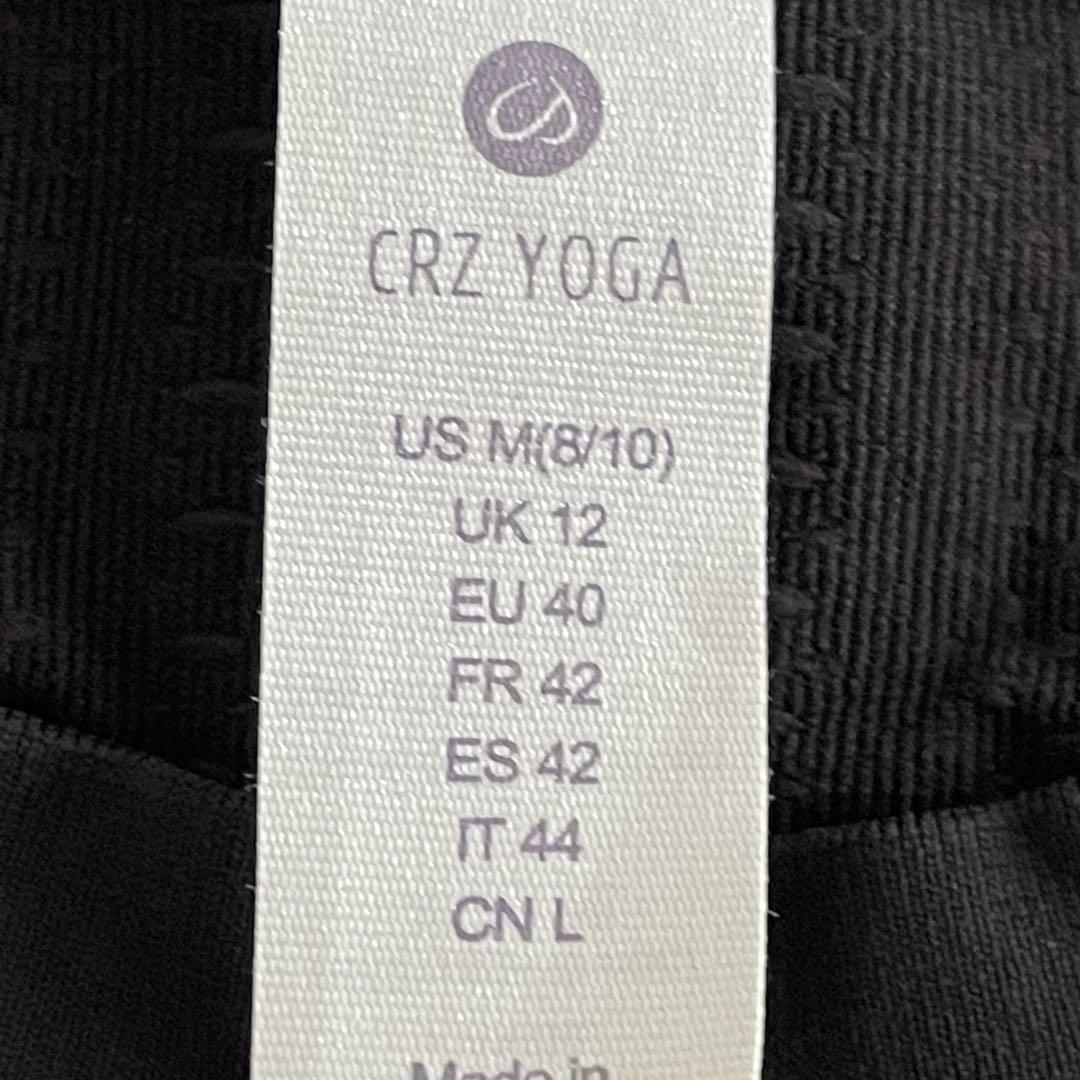 CRZ YOGA
US M(8/10)
UK 12
EU 40
FR 42
ES 42
IT 44
CN L
Made in